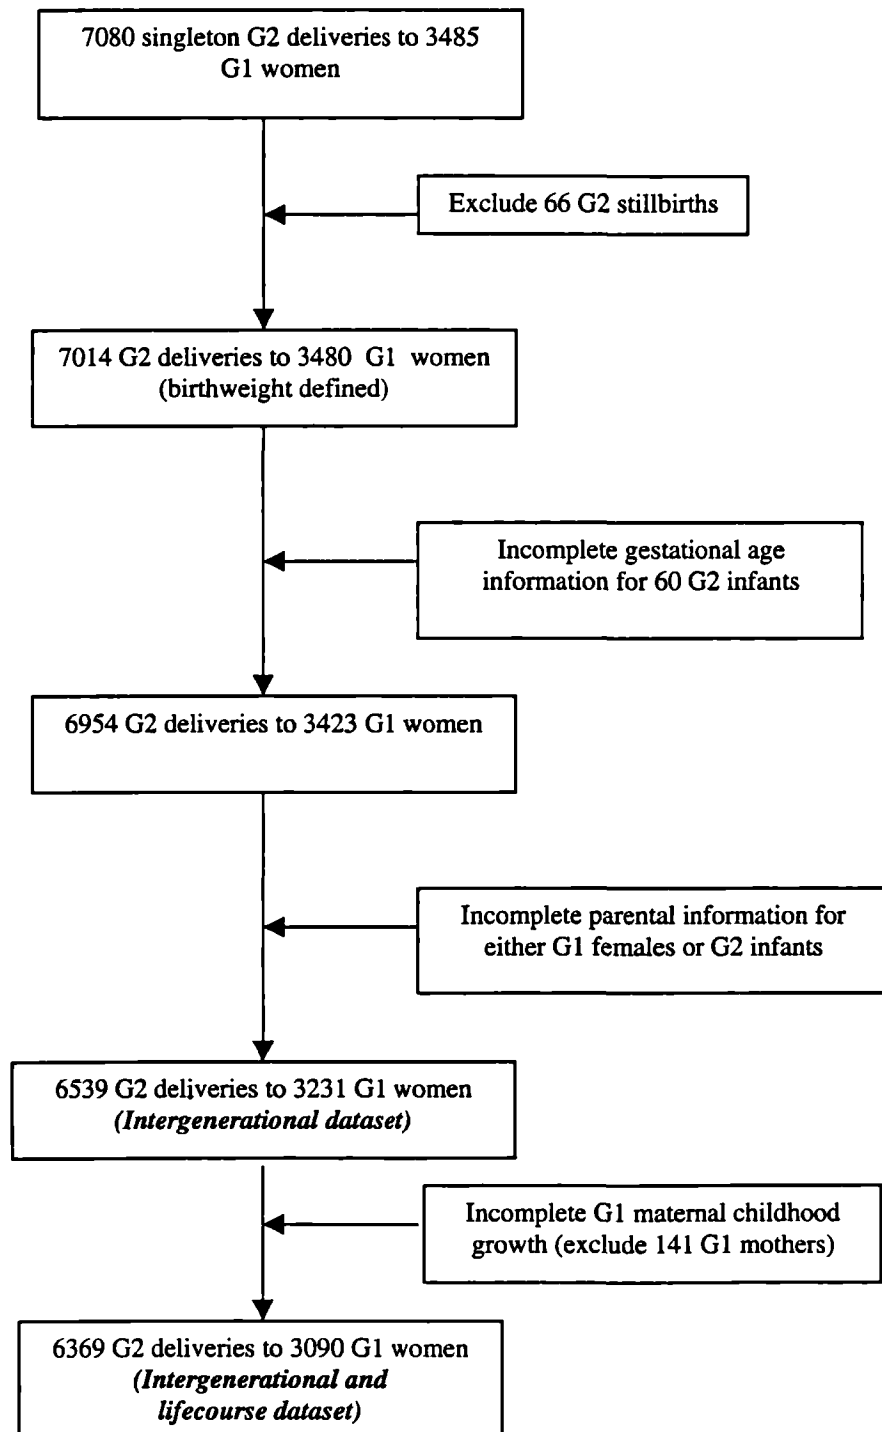 7080 singleton G2 deliveries to 3485
G1 women
Exclude 66 G2 stillbirths
7014 G2 deliveries to 3480 G1 women
(birthweight defined)
Incomplete gestational age
information for 60 G2 infants
6954 G2 deliveries to 3423 G1 women
Incomplete parental information for
either G1 females or G2 infants
6539 G2 deliveries to 3231 G1 women
(Intergenerational dataset)
Incomplete G1 maternal childhood
growth (exclude 141 G1 mothers)
6369 G2 deliveries to 3090 G1 women
(Intergenerational and
lifecourse dataset)